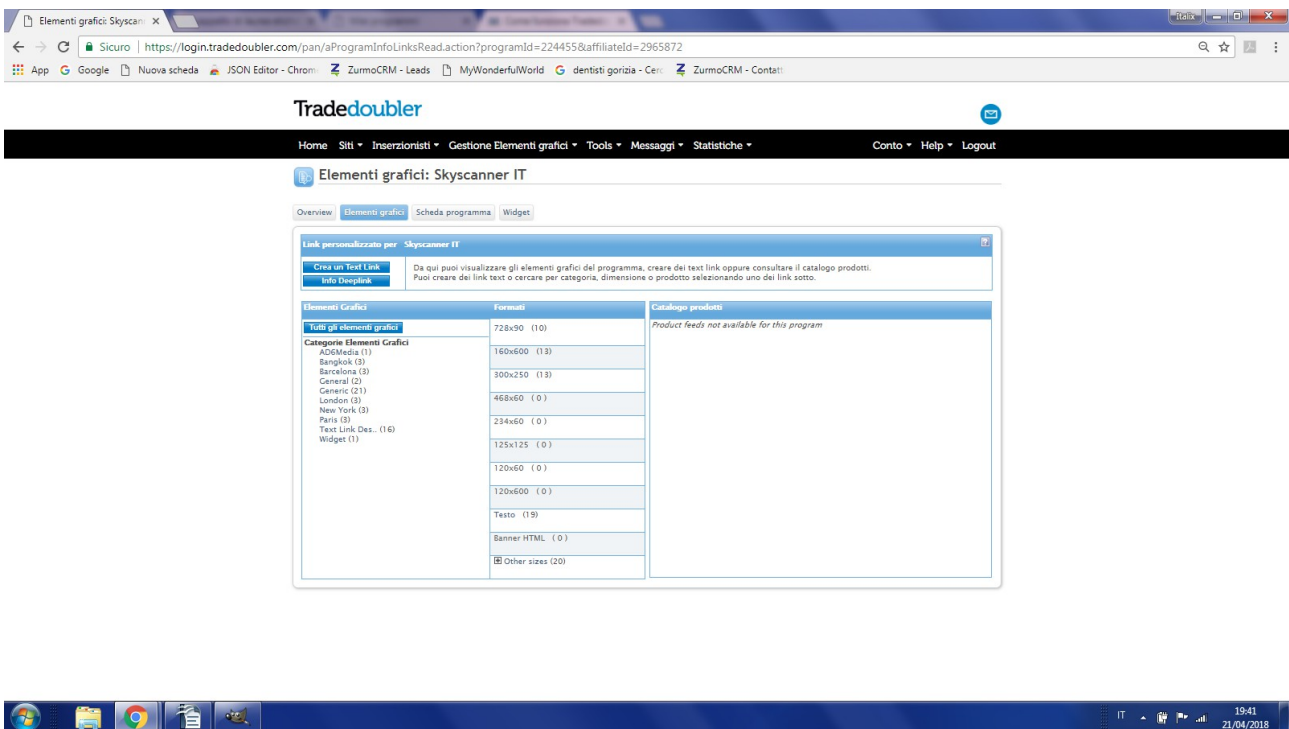 Elementi grafici: Skyscan
Italix
Sicuro | https://login.tradedoubler.com/pan/aProgramInfoLinksRead.action?programId=224455&affiliateId=2965872
App Google Nuova scheda JSON Editor - Chrom ZurmoCRM - Leads MyWonderfulWorld dentisti gorizia - Cerc ZurmoCRM - Contatt
Tradedoubler
Home Siti Inserzionisti Gestione Elementi grafici Tools Messaggi Statistiche Conto Help Logout
Elementi grafici: Skyscanner IT
Overview Elementi grafici Scheda programma Widget
Link personalizzato per Skyscanner IT
Crea un Text Link
Info Deeplink
Da qui puoi visualizzare gli elementi grafici del programma, creare dei text link oppure consultare il catalogo prodotti.
Puoi creare dei link text o cercare per categoria, dimensione o prodotto selezionando uno dei link sotto.
Elementi Grafici
Tutti gli elementi grafici
Categorie Elementi Grafici
AD6Media (1)
Bangkok (3)
Barcelona (3)
General (2)
Generic (21)
London (3)
New York (3)
Paris (3)
Text Link Des.. (16)
Widget (1)
Formati
728x90 (10)
160x600 (13)
300x250 (13)
468x60 ( 0 )
234x60 ( 0 )
125x125 ( 0 )
120x60 ( 0 )
120x600 ( 0 )
Testo (19)
Banner HTML ( 0 )
Other sizes (20)
Catalogo prodotti
Product feeds not available for this program
IT
19:41
21/04/2018